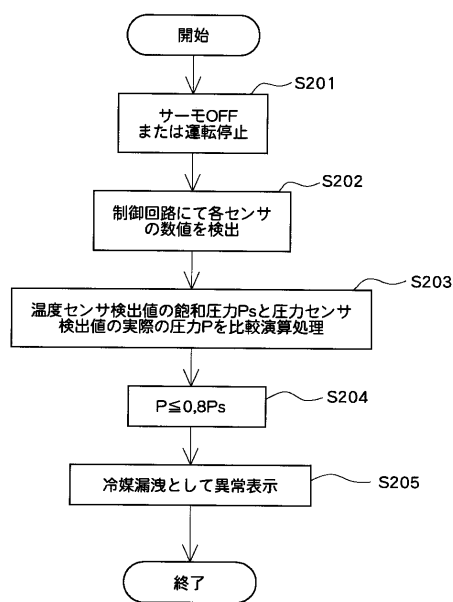 開始
S201
サーモOFF
または運転停止
S202
制御回路にて各センサ
の数値を検出
S203
温度センサ検出値の飽和圧力Psと圧力センサ
検出値の実際の圧力Pを比較演算処理
S204
P≦0,8Ps
S205
冷媒漏洩として異常表示
終了